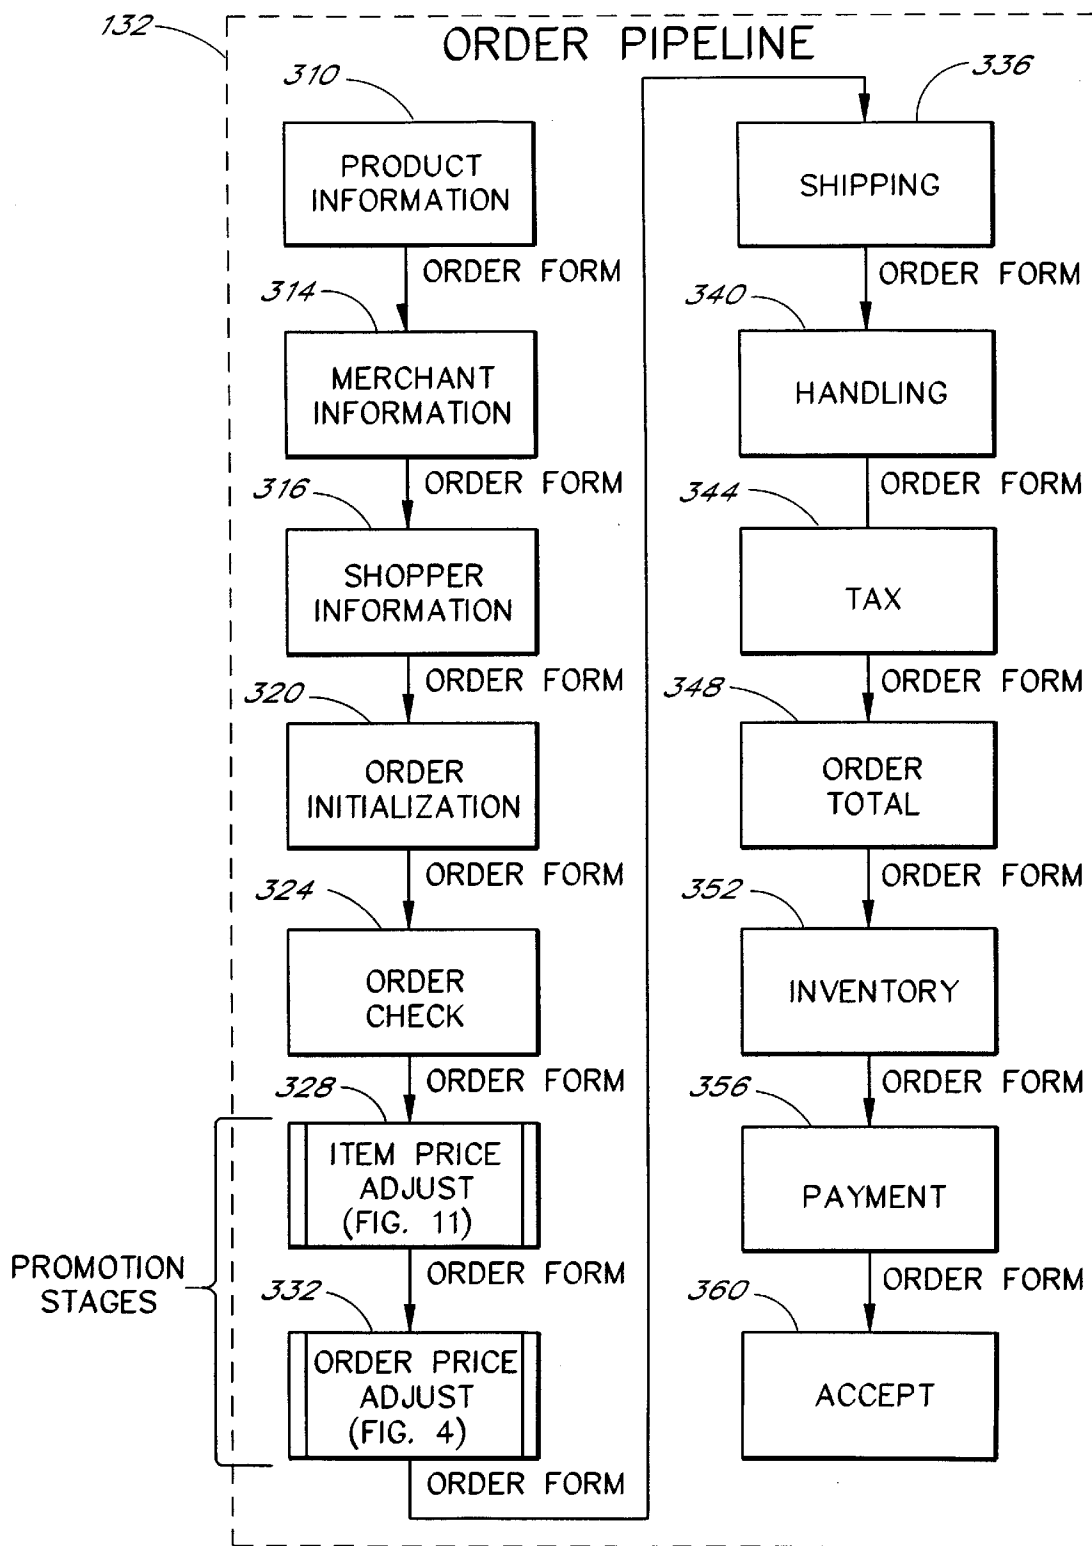 132
ORDER PIPELINE
310
PRODUCT
INFORMATION
ORDER FORM
314
MERCHANT
INFORMATION
ORDER FORM
316
SHOPPER
INFORMATION
ORDER FORM
320
ORDER
INITIALIZATION
ORDER FORM
324
ORDER
CHECK
ORDER FORM
PROMOTION
STAGES
328
ITEM PRICE
ADJUST
(FIG. 11)
ORDER FORM
332
ORDER PRICE
ADJUST
(FIG. 4)
ORDER FORM
336
SHIPPING
ORDER FORM
340
HANDLING
ORDER FORM
344
TAX
ORDER FORM
348
ORDER
TOTAL
ORDER FORM
352
INVENTORY
ORDER FORM
356
PAYMENT
ORDER FORM
360
ACCEPT